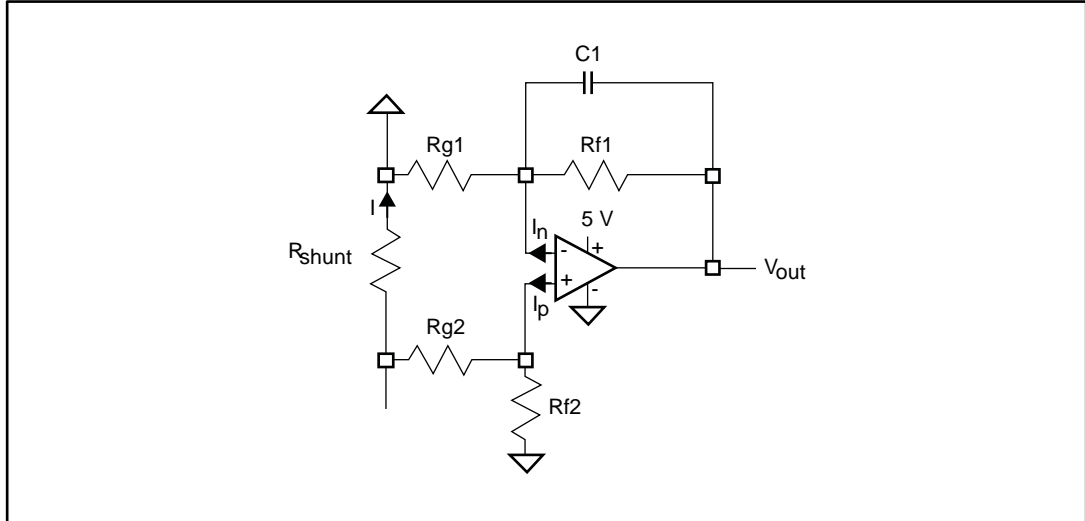 C1
Rg1
Rf1
I
5 V
In
- +
Rshunt
Vout
+
Ip
-
Rg2
Rf2